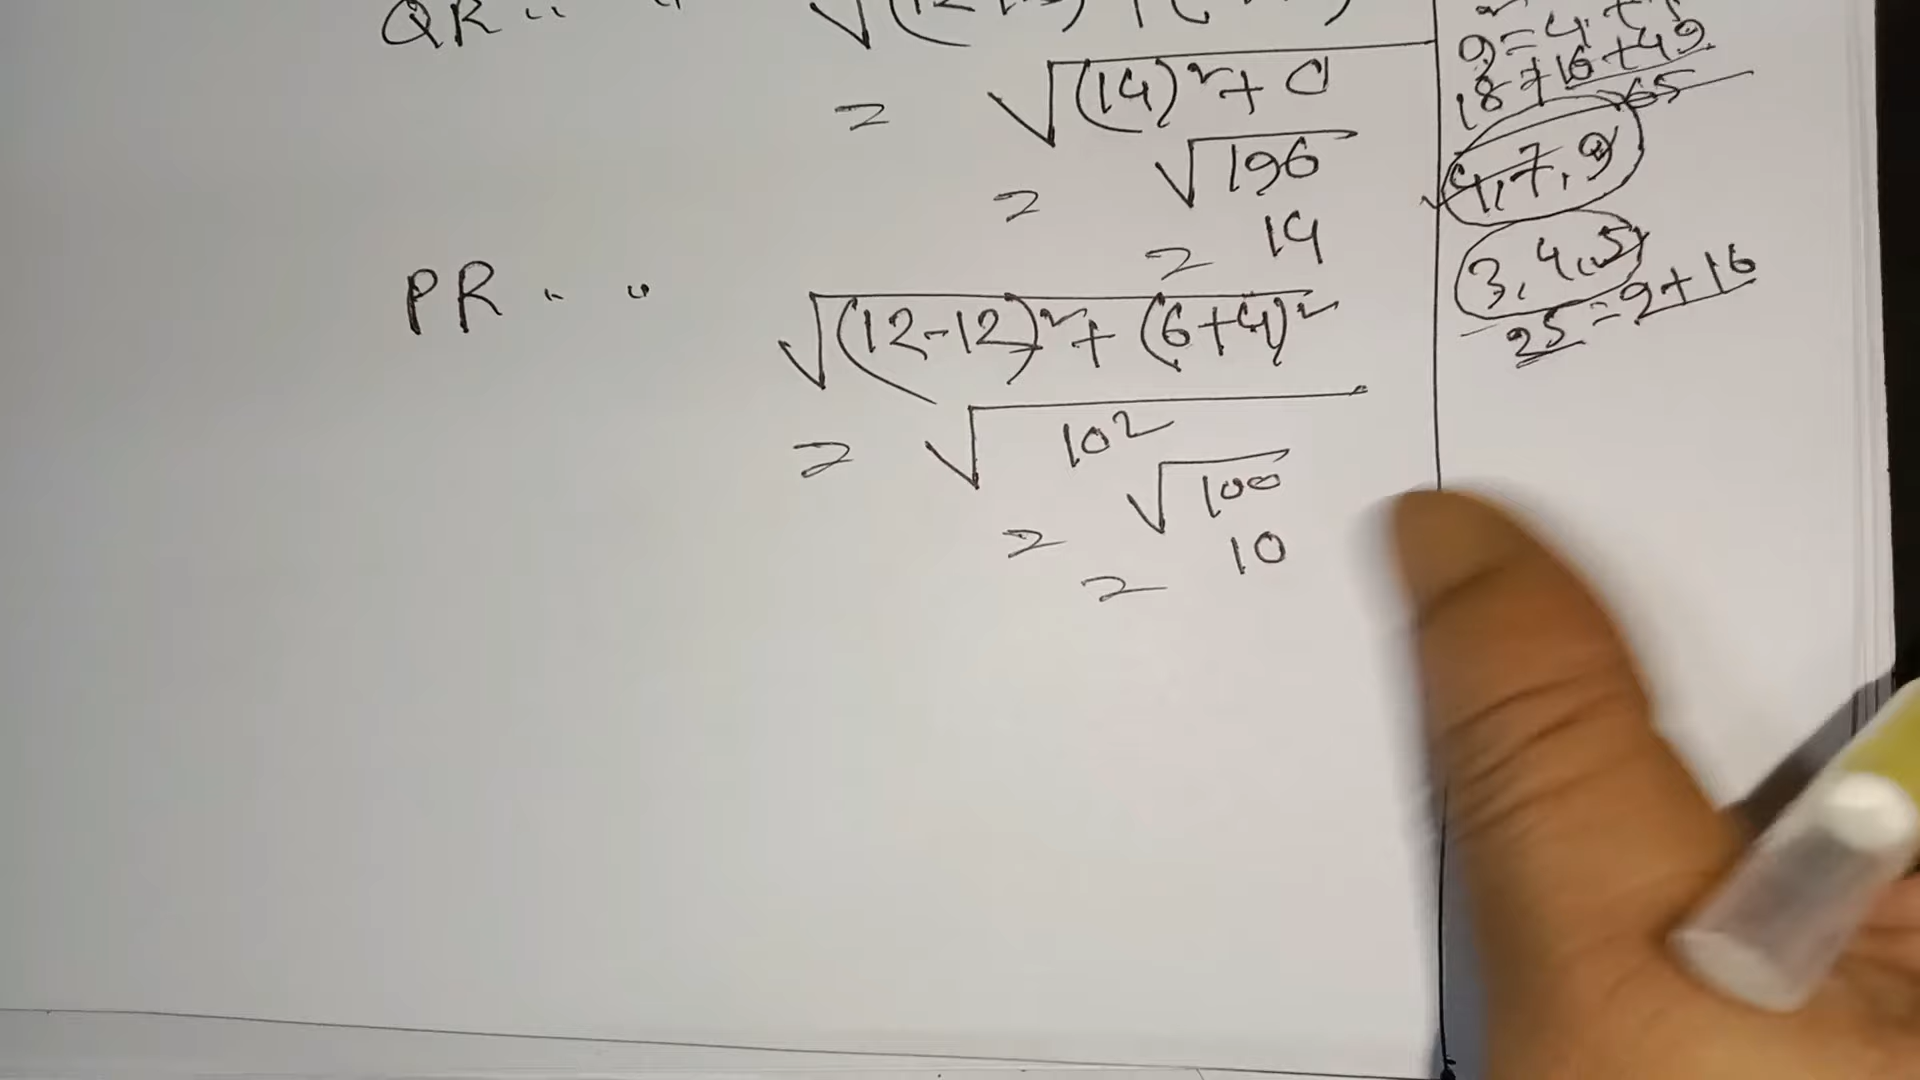 QR " "
= √(14)² + 0
= √196
= 14
PR " " √(12-12)² + (6+4)²
= √10²
= √100
= 10
9 = 4 +
18 ≠ 16 + 49
65
4, 7, 9
3, 4, 5
25 = 9 + 16